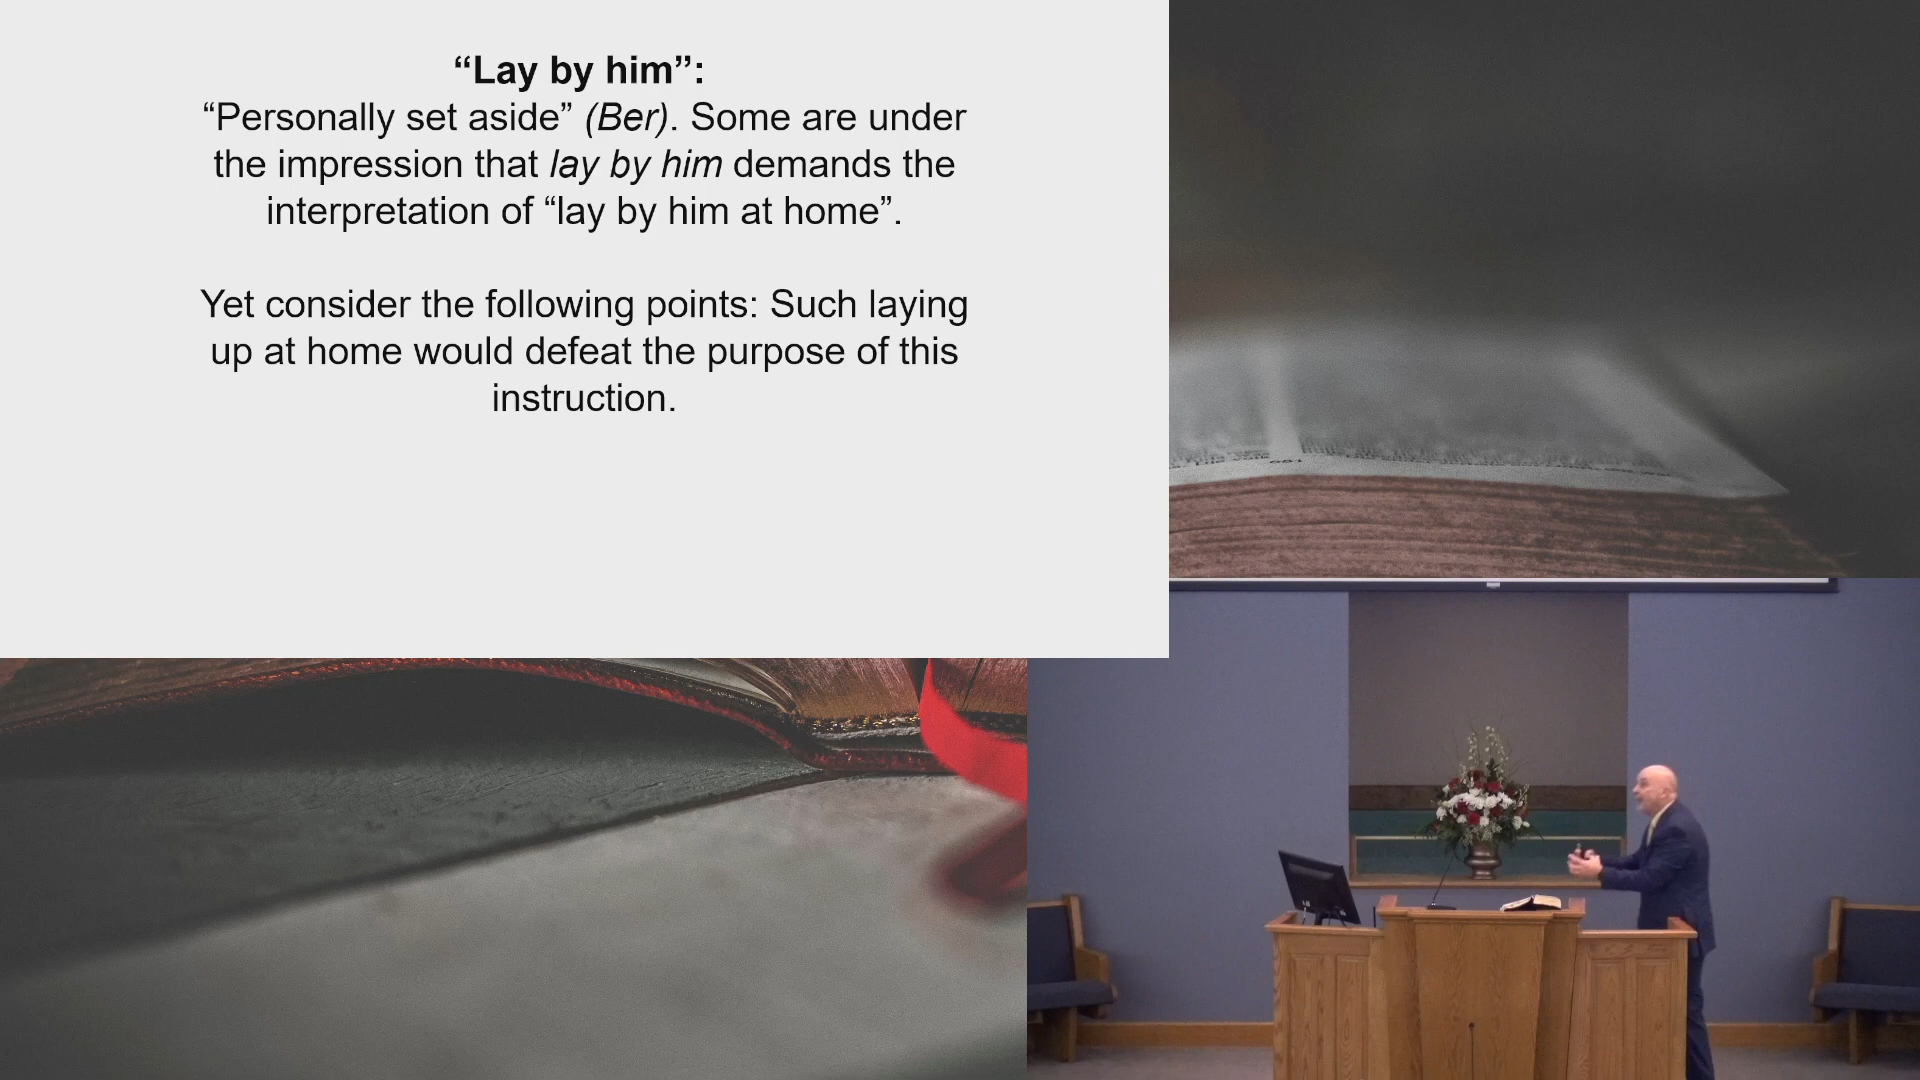 “Lay by him”:
“Personally set aside” (Ber). Some are under
the impression that lay by him demands the
interpretation of “lay by him at home”.
Yet consider the following points: Such laying
up at home would defeat the purpose of this
instruction.